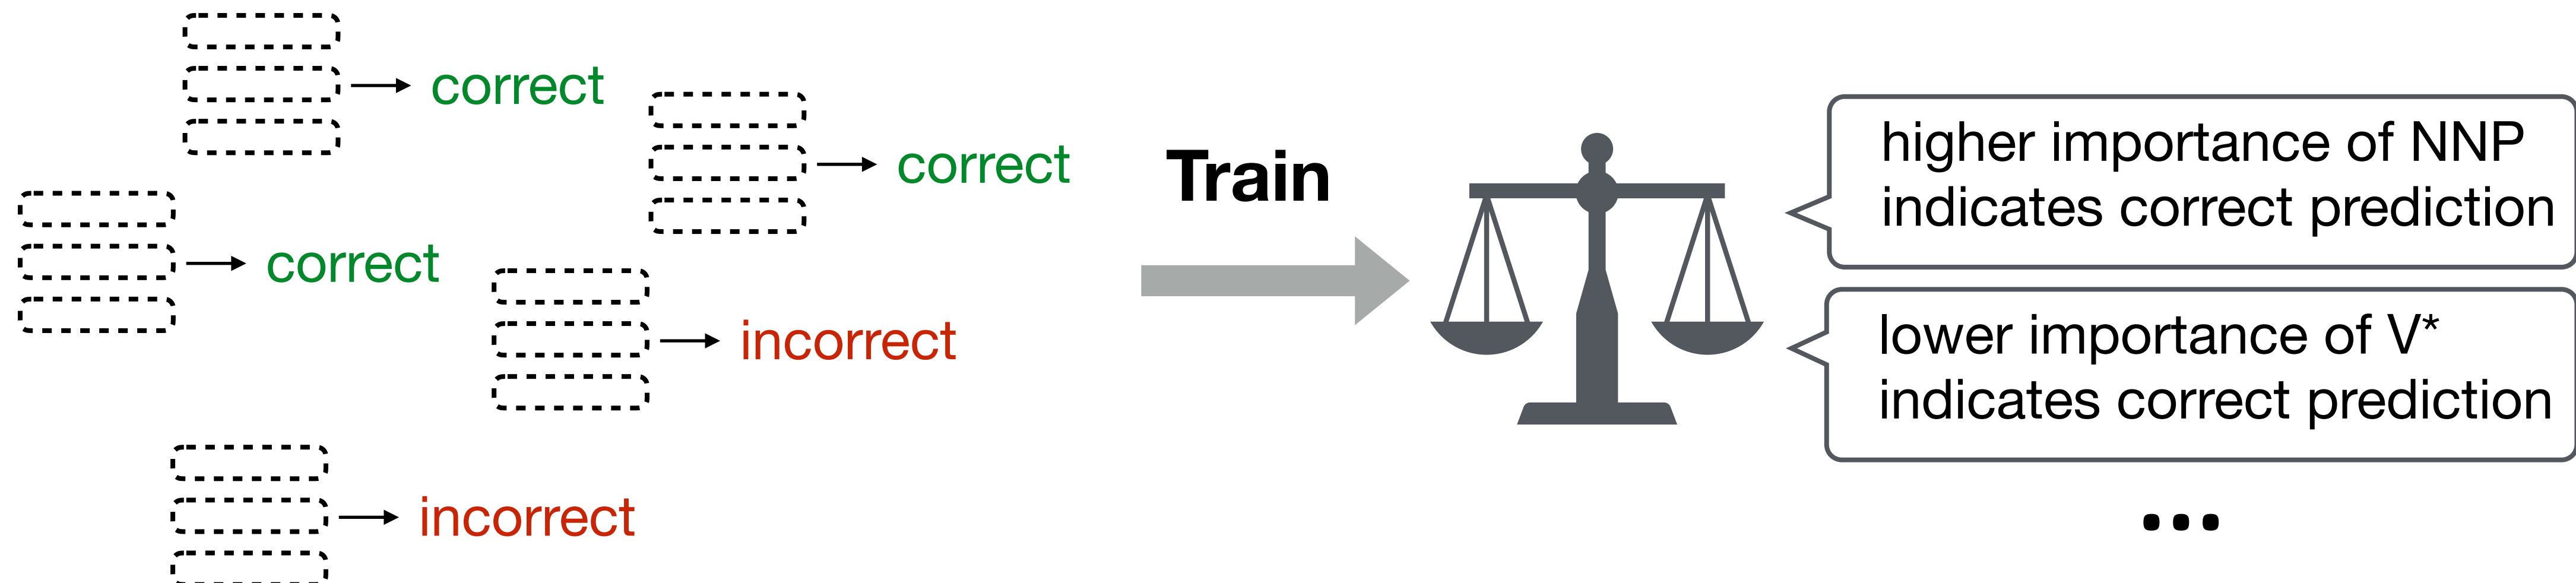 correct
correct
correct
incorrect
incorrect
Train
higher importance of NNP
indicates correct prediction
lower importance of V*
indicates correct prediction
...